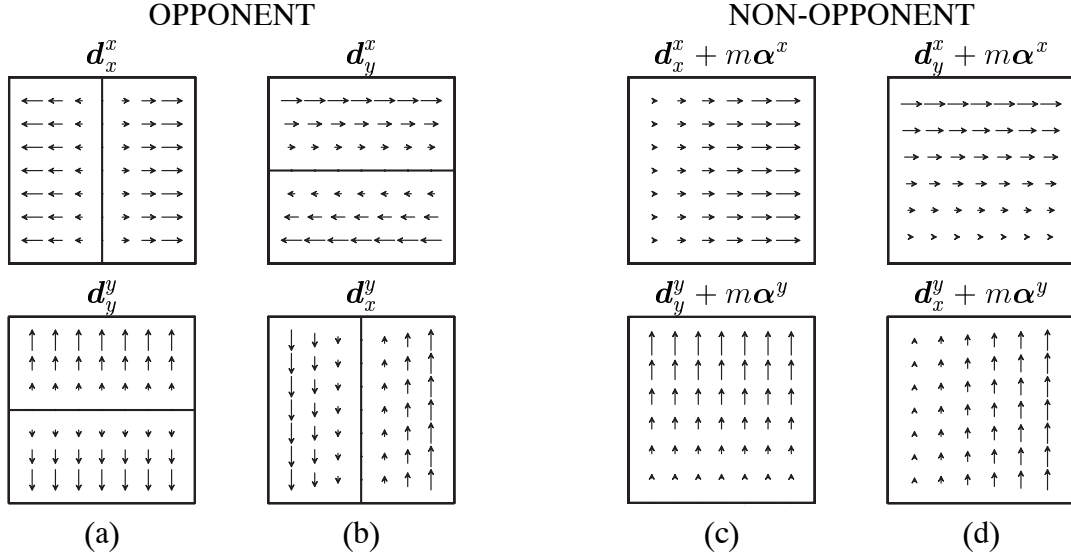 OPPONENT NON-OPPONENT
d_x^x d_y^x d_x^x + mα^x d_y^x + mα^x
d_y^y d_x^y d_y^y + mα^y d_x^y + mα^y
(a) (b) (c) (d)